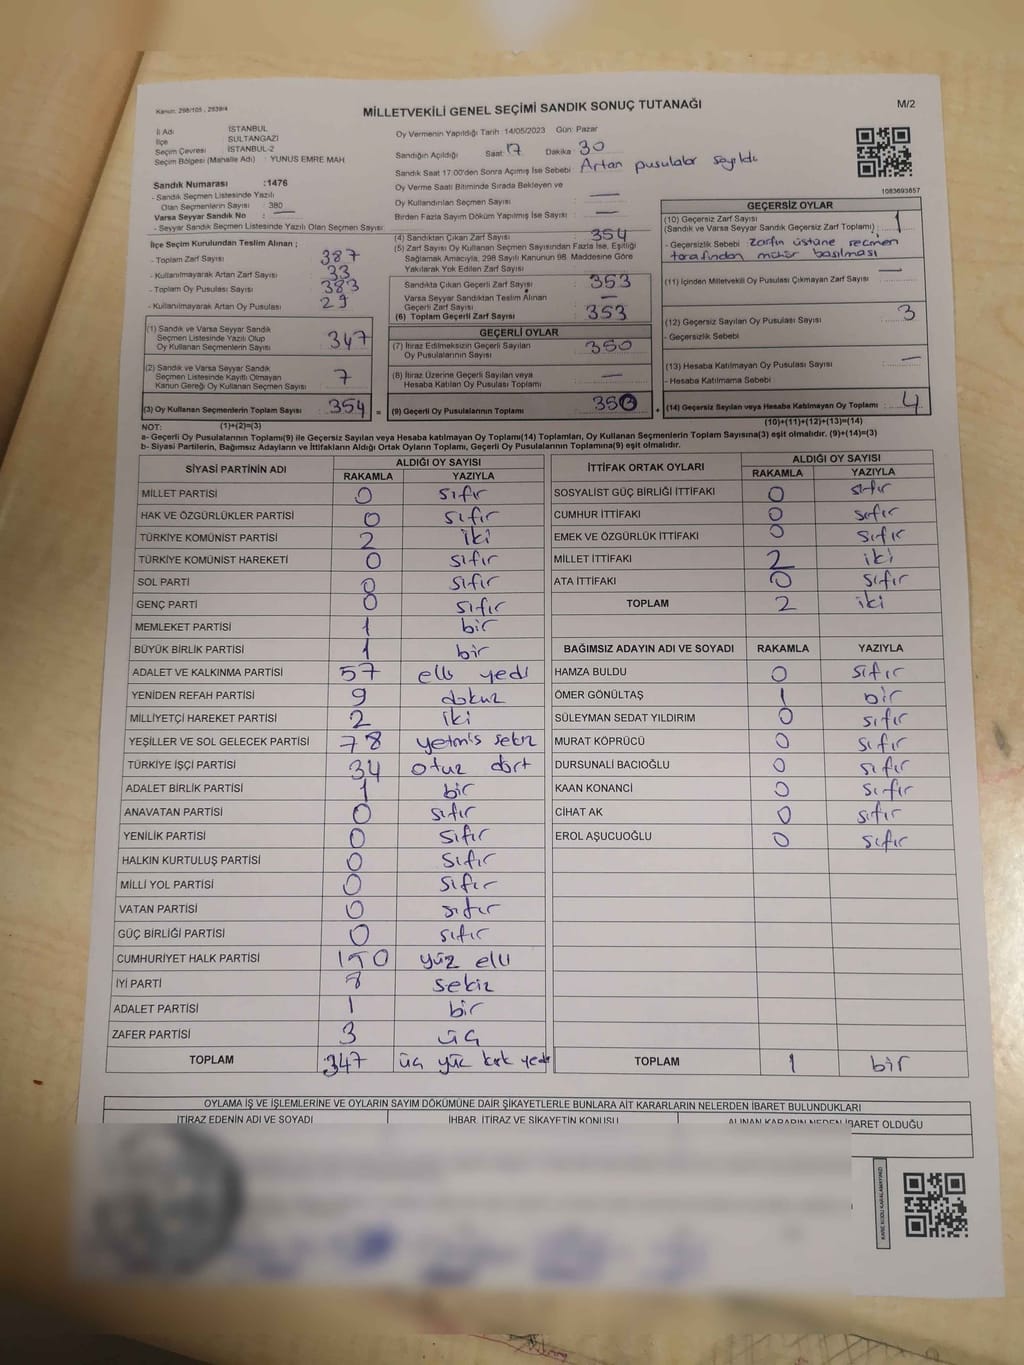 Kanun: 298/105 , 2839/4
MİLLETVEKİLİ GENEL SEÇİMİ SANDIK SONUÇ TUTANAĞI
M/2
İl Adı İSTANBUL
İlçe SULTANGAZİ
Seçim Çevresi İSTANBUL-2
Seçim Bölgesi (Mahalle Adı) : YUNUS EMRE MAH.
Oy Vermenin Yapıldığı Tarih :14/05/2023 Gün: Pazar
Sandığın Açıldığı Saat: 17 Dakika 30
Sandık Saat 17.00'den Sonra Açımış İse Sebebi Artan pusulalar sayıldı
Oy Verme Saati Bitiminde Sırada Bekleyen ve
Oy Kullandırılan Seçmen Sayısı : —
Birden Fazla Sayım Döküm Yapılmış İse Sayısı : —
1083693657
Sandık Numarası :1476
- Sandık Seçmen Listesinde Yazılı
Olan Seçmenlerin Sayısı : 380
Varsa Seyyar Sandık No : —
- Seyyar Sandık Seçmen Listesinde Yazılı Olan Seçmen Sayısı:
İlçe Seçim Kurulundan Teslim Alınan ;
- Toplam Zarf Sayısı : 387
- Kullanılmayarak Artan Zarf Sayısı : 33
- Toplam Oy Pusulası Sayısı : 383
- Kullanılmayarak Artan Oy Pusulası : 29
(1) Sandık ve Varsa Seyyar Sandık
Seçmen Listesinde Yazılı Olup
Oy Kullanan Seçmenlerin Sayısı : 347
(2) Sandık ve Varsa Seyyar Sandık
Seçmen Listesinde Kayıtlı Olmayan
Kanun Gereği Oy Kullanan Seçmen Sayısı : 7
(3) Oy Kullanan Seçmenlerin Toplam Sayısı : 354 =
(1)+(2)=(3)
(4) Sandıktan Çıkan Zarf Sayısı : 354
(5) Zarf Sayısı Oy Kullanan Seçmen Sayısından Fazla İse, Eşitliği
Sağlamak Amacıyla, 298 Sayılı Kanunun 98. Maddesine Göre
Yakılarak Yok Edilen Zarf Sayısı
Sandıkta Çıkan Geçerli Zarf Sayısı : 353
Varsa Seyyar Sandıktan Teslim Alınan
Geçerli Zarf Sayısı : —
(6) Toplam Geçerli Zarf Sayısı : 353
GEÇERLİ OYLAR
(7) İtiraz Edilmeksizin Geçerli Sayılan
Oy Pusulalarının Sayısı : 350
(8) İtiraz Üzerine Geçerli Sayılan veya
Hesaba Katılan Oy Pusulası Toplamı : —
(9) Geçerli Oy Pusulalarının Toplamı : 350 +
GEÇERSİZ OYLAR
(10) Geçersiz Zarf Sayısı
(Sandık ve Varsa Seyyar Sandık Geçersiz Zarf Toplamı) : 1
- Geçersizlik Sebebi zarfın üstüne seçmen
tarafından mühür basılması
(11) İçinden Milletvekili Oy Pusulası Çıkmayan Zarf Sayısı : —
(12) Geçersiz Sayılan Oy Pusulası Sayısı : 3
- Geçersizlik Sebebi
(13) Hesaba Katılmayan Oy Pusulası Sayısı : —
- Hesaba Katılmama Sebebi
(14) Geçersiz Sayılan veya Hesaba Katılmayan Oy Toplamı : 4
(10)+(11)+(12)+(13)=(14)
NOT:
a- Geçerli Oy Pusulalarının Toplamı(9) ile Geçersiz Sayılan veya Hesaba katılmayan Oy Toplamı(14) Toplamları, Oy Kullanan Seçmenlerin Toplam Sayısına(3) eşit olmalıdır. (9)+(14)=(3)
b- Siyasi Partilerin, Bağımsız Adayların ve İttifakların Aldığı Ortak Oyların Toplamı, Geçerli Oy Pusulalarının Toplamına(9) eşit olmalıdır.
SİYASİ PARTİNİN ADI ALDIĞI OY SAYISI
RAKAMLA YAZIYLA
MİLLET PARTİSİ 0 sıfır
HAK VE ÖZGÜRLÜKLER PARTİSİ 0 sıfır
TÜRKİYE KOMÜNİST PARTİSİ 2 iki
TÜRKİYE KOMÜNİST HAREKETİ 0 sıfır
SOL PARTİ 0 sıfır
GENÇ PARTİ 0 sıfır
MEMLEKET PARTİSİ 1 bir
BÜYÜK BİRLİK PARTİSİ 1 bir
ADALET VE KALKINMA PARTİSİ 57 elli yedi
YENİDEN REFAH PARTİSİ 9 dokuz
MİLLİYETÇİ HAREKET PARTİSİ 2 iki
YEŞİLLER VE SOL GELECEK PARTİSİ 78 yetmis sekiz
TÜRKİYE İŞÇİ PARTİSİ 34 otuz dört
ADALET BİRLİK PARTİSİ 1 bir
ANAVATAN PARTİSİ 0 sıfır
YENİLİK PARTİSİ 0 sıfır
HALKIN KURTULUŞ PARTİSİ 0 sıfır
MİLLİ YOL PARTİSİ 0 sıfır
VATAN PARTİSİ 0 sıfır
GÜÇ BİRLİĞİ PARTİSİ 0 sıfır
CUMHURİYET HALK PARTİSİ 150 yüz elli
İYİ PARTİ 8 sekiz
ADALET PARTİSİ 1 bir
ZAFER PARTİSİ 3 üç
TOPLAM 347 üç yüz kırk yedi
İTTİFAK ORTAK OYLARI ALDIĞI OY SAYISI
RAKAMLA YAZIYLA
SOSYALİST GÜÇ BİRLİĞİ İTTİFAKI 0 sıfır
CUMHUR İTTİFAKI 0 sıfır
EMEK VE ÖZGÜRLÜK İTTİFAKI 0 sıfır
MİLLET İTTİFAKI 2 iki
ATA İTTİFAKI 0 sıfır
TOPLAM 2 iki
BAĞIMSIZ ADAYIN ADI VE SOYADI RAKAMLA YAZIYLA
HAMZA BULDU 0 sıfır
ÖMER GÖNÜLTAŞ 1 bir
SÜLEYMAN SEDAT YILDIRIM 0 sıfır
MURAT KÖPRÜCÜ 0 sıfır
DURSUNALİ BACIOĞLU 0 sıfır
KAAN KONANCİ 0 sıfır
CİHAT AK 0 sıfır
EROL AŞUCUOĞLU 0 sıfır
TOPLAM 1 bir
OYLAMA İŞ VE İŞLEMLERİNE VE OYLARIN SAYIM DÖKÜMÜNE DAİR ŞİKAYETLERLE BUNLARA AİT KARARLARIN NELERDEN İBARET BULUNDUKLARI
İTİRAZ EDENİN ADI VE SOYADI İHBAR, İTİRAZ VE ŞİKAYETİN KONUSU ALINAN KARARIN NEDEN İBARET OLDUĞU
KARE KODU KARALAMAYINIZ!